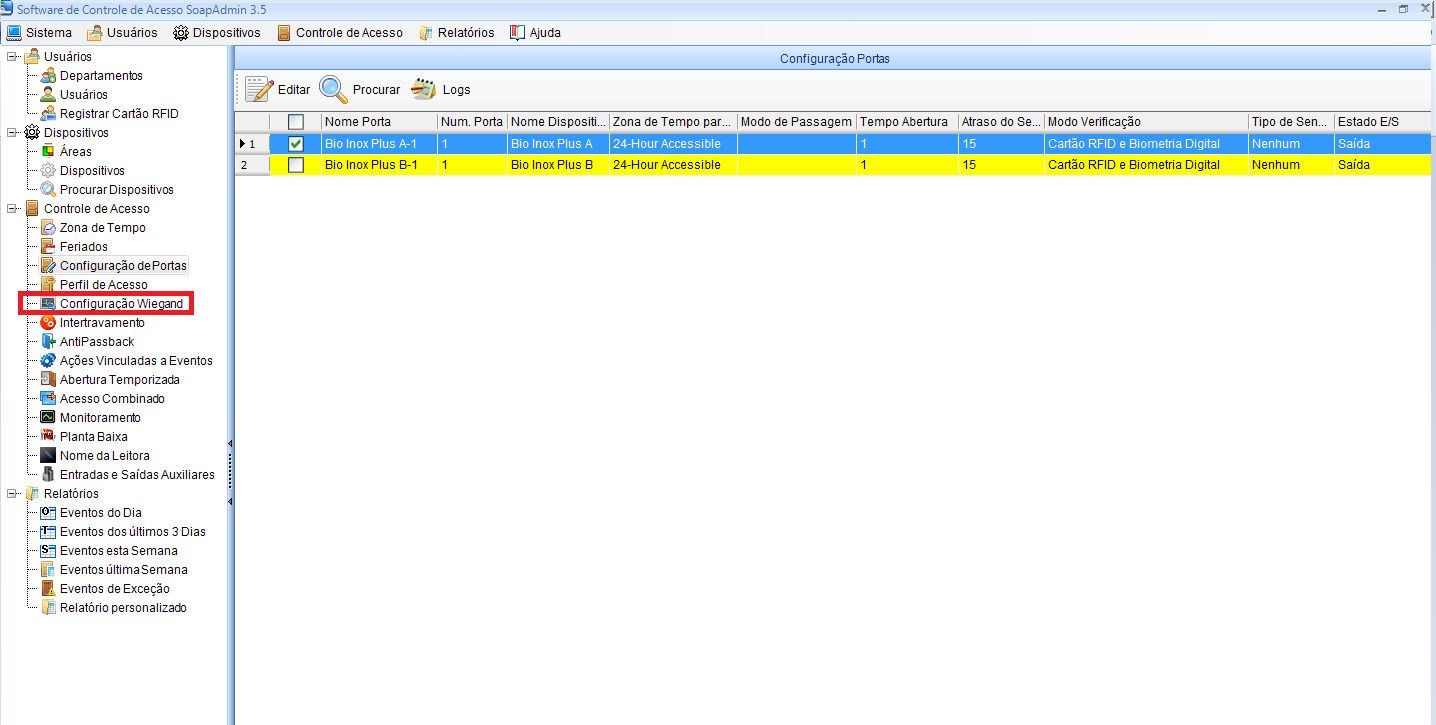 Software de Controle de Acesso SoapAdmin 3.5
Sistema Usuários Dispositivos Controle de Acesso Relatórios Ajuda
Usuários
Departamentos
Usuários
Registrar Cartão RFID
Dispositivos
Áreas
Dispositivos
Procurar Dispositivos
Controle de Acesso
Zona de Tempo
Feriados
Configuração de Portas
Perfil de Acesso
Configuração Wiegand
Intertravamento
AntiPassback
Ações Vinculadas a Eventos
Abertura Temporizada
Acesso Combinado
Monitoramento
Planta Baixa
Nome da Leitora
Entradas e Saídas Auxiliares
Relatórios
Eventos do Dia
Eventos dos últimos 3 Dias
Eventos esta Semana
Eventos última Semana
Eventos de Exceção
Relatório personalizado
Configuração Portas
Editar Procurar Logs
Nome Porta Num. Porta Nome Dispositi... Zona de Tempo par... Modo de Passagem Tempo Abertura Atraso do Se... Modo Verificação Tipo de Sen... Estado E/S
1 Bio Inox Plus A-1 1 Bio Inox Plus A 24-Hour Accessible 1 15 Cartão RFID e Biometria Digital Nenhum Saída
2 Bio Inox Plus B-1 1 Bio Inox Plus B 24-Hour Accessible 1 15 Cartão RFID e Biometria Digital Nenhum Saída